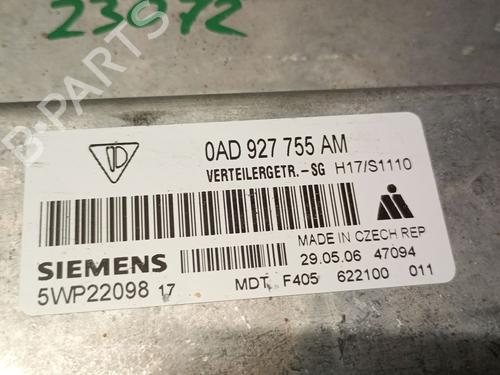 23072
0AD 927 755 AM
VERTEILERGETR.-SG H17/S1110
MADE IN CZECH REP
SIEMENS
29.05.06 47094
5WP22098 17
MDT F405 622100 011
B-PARTS